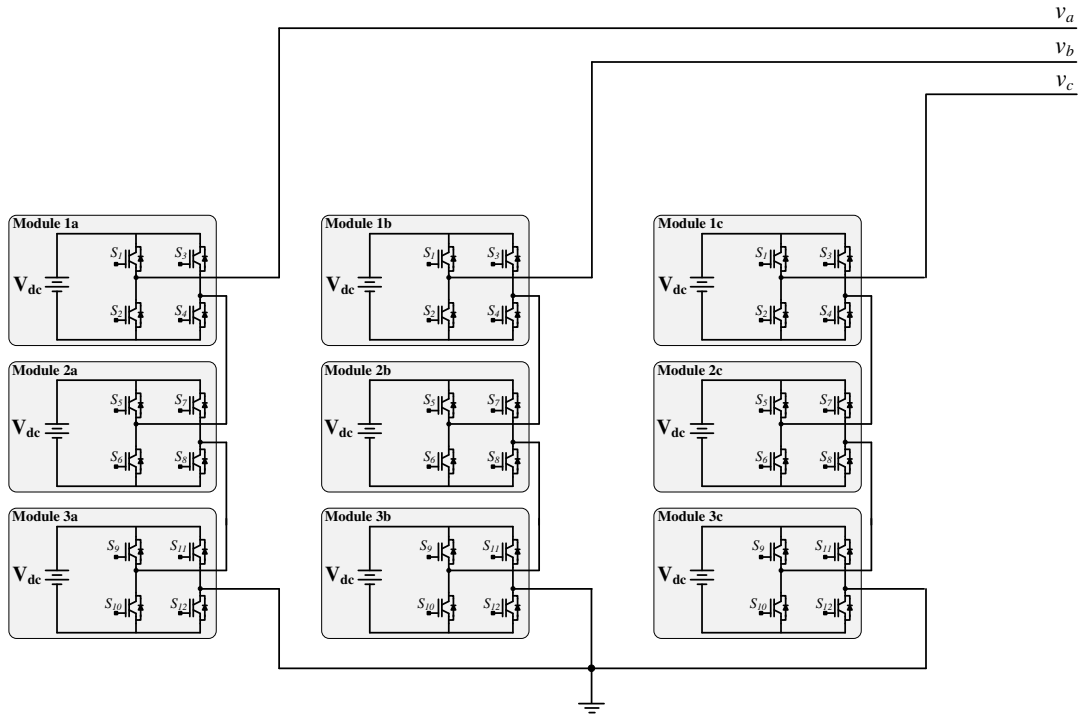 v_a
v_b
v_c
Module 1a
S_1
S_3
V_dc
S_2
S_4
Module 1b
S_1
S_3
V_dc
S_2
S_4
Module 1c
S_1
S_3
V_dc
S_2
S_4
Module 2a
S_5
S_7
V_dc
S_6
S_8
Module 2b
S_5
S_7
V_dc
S_6
S_8
Module 2c
S_5
S_7
V_dc
S_6
S_8
Module 3a
S_9
S_11
V_dc
S_10
S_12
Module 3b
S_9
S_11
V_dc
S_10
S_12
Module 3c
S_9
S_11
V_dc
S_10
S_12